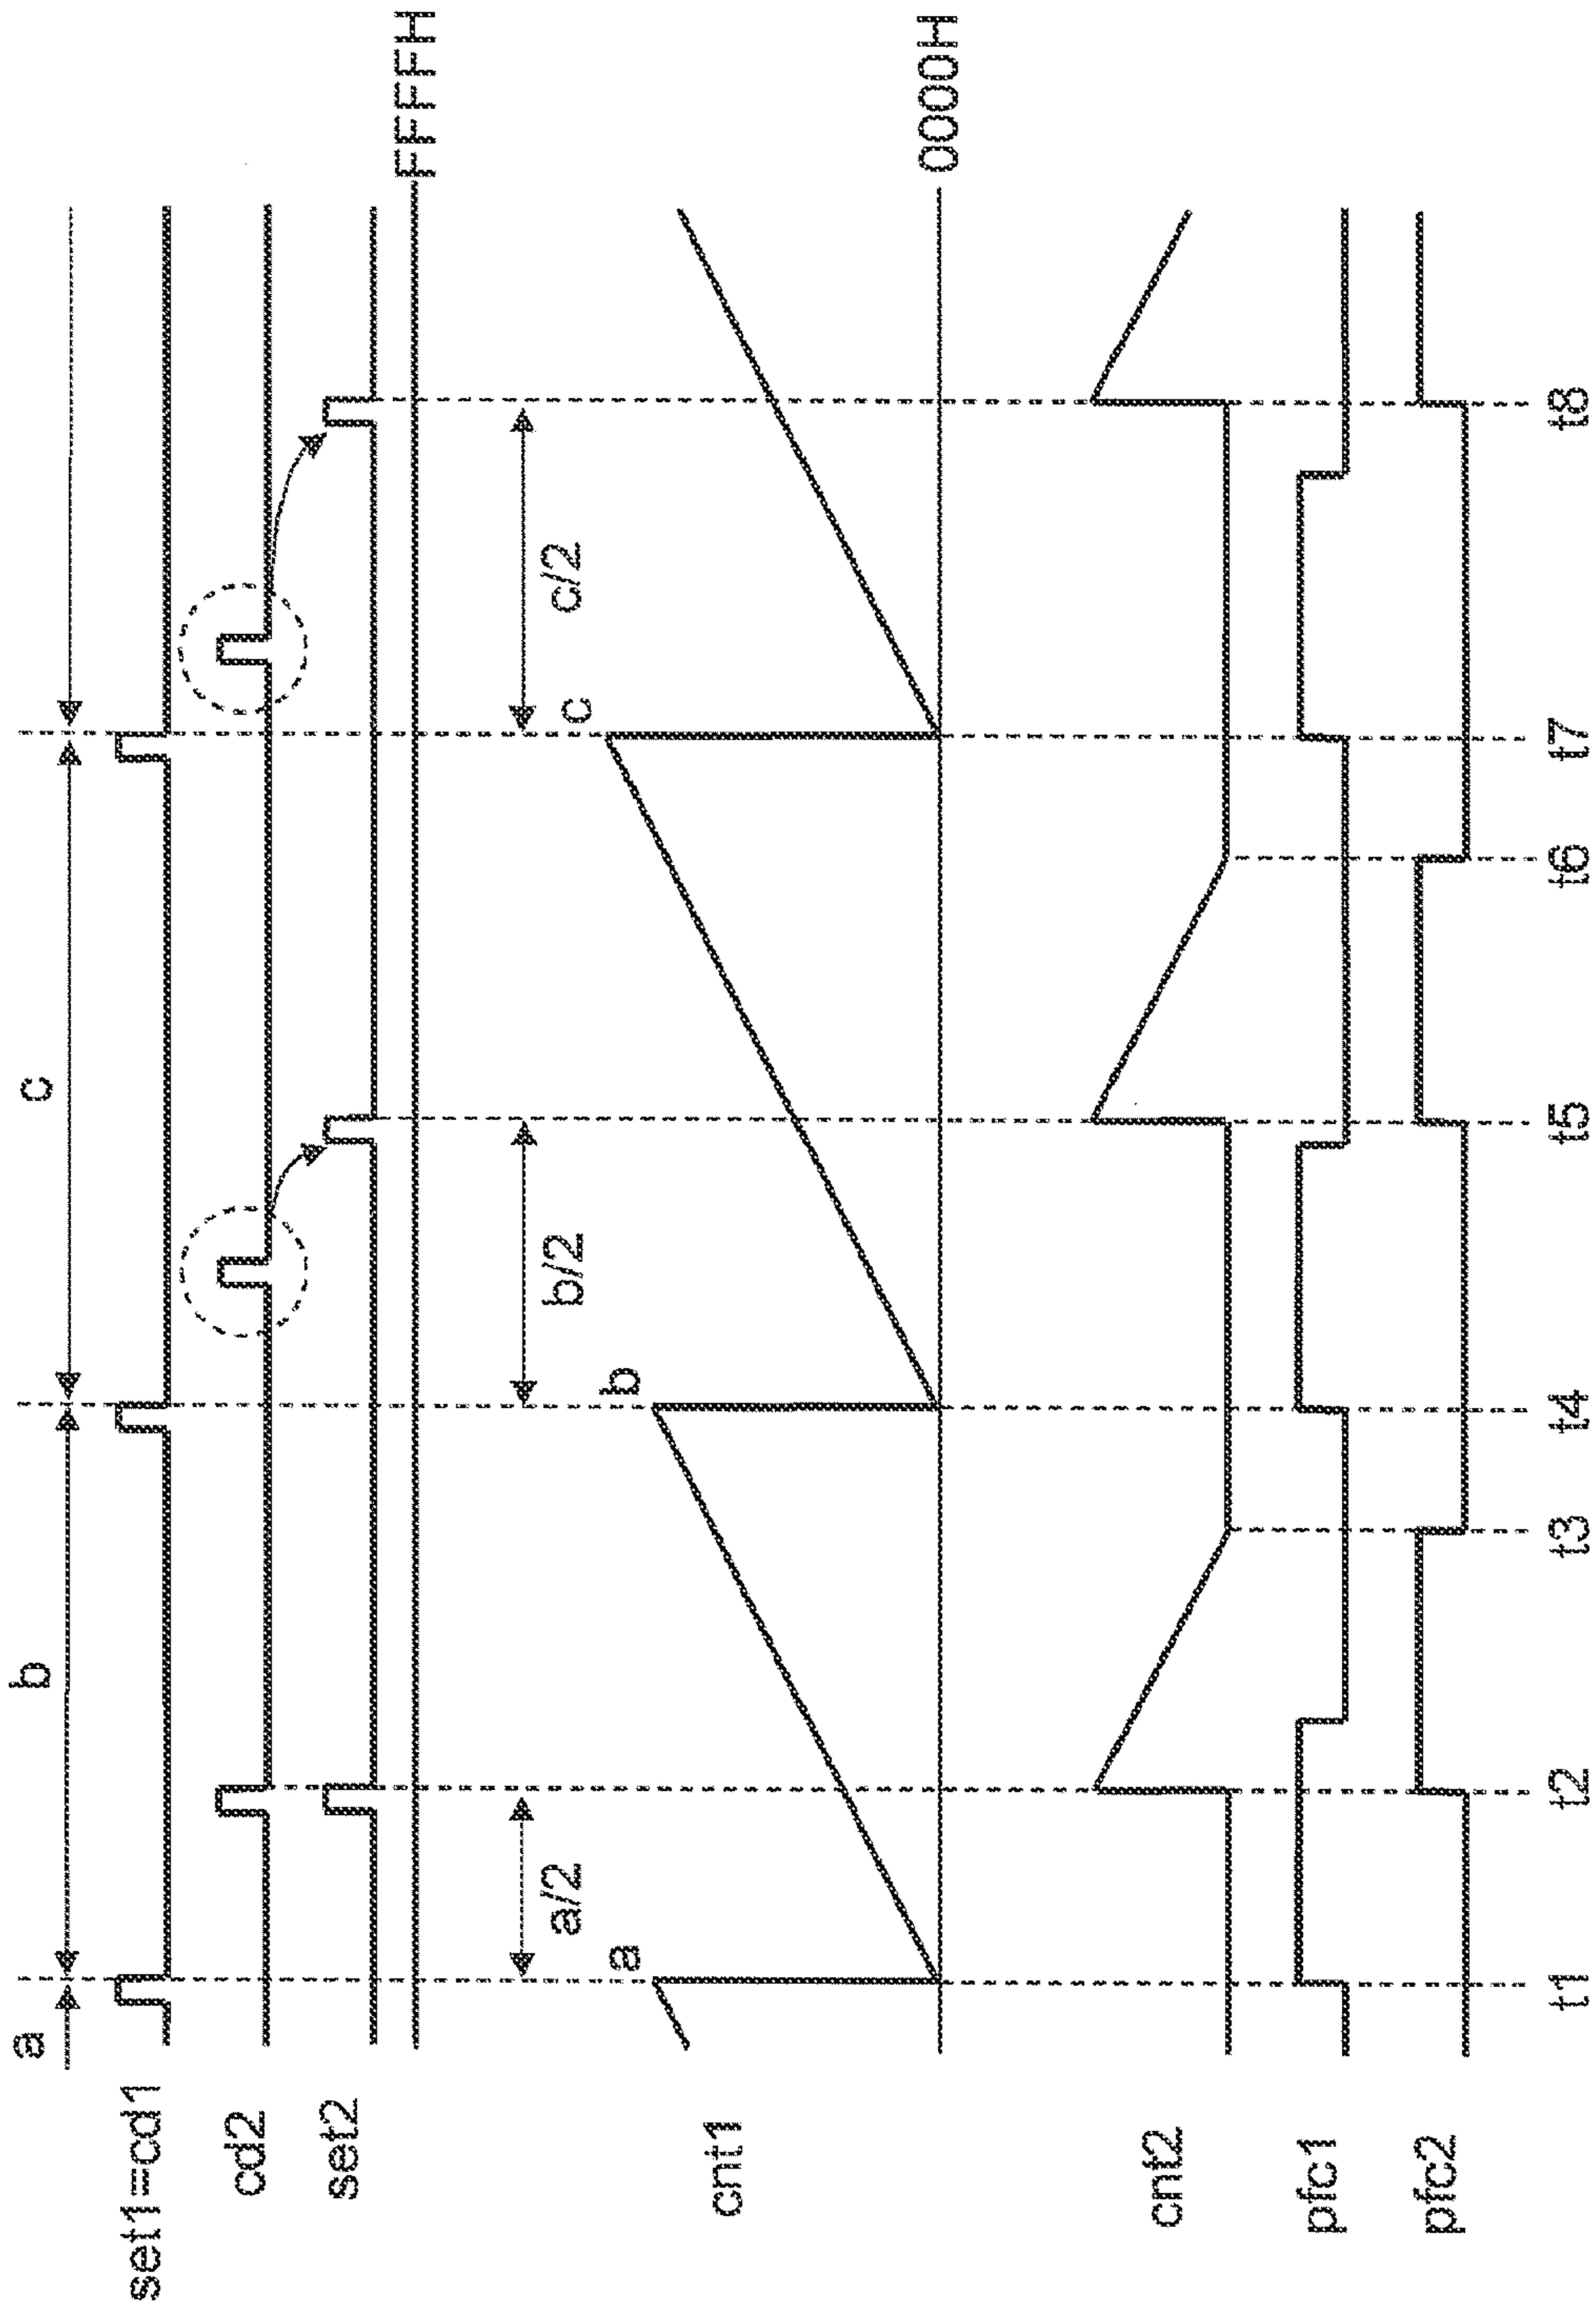 a
b
c
set1=cd1
cd2
set2
FFFFH
a/2
b/2
c/2
a
b
c
cnt1
0000H
cnt2
pfc1
pfc2
t1
t2
t3
t4
t5
t6
t7
t8